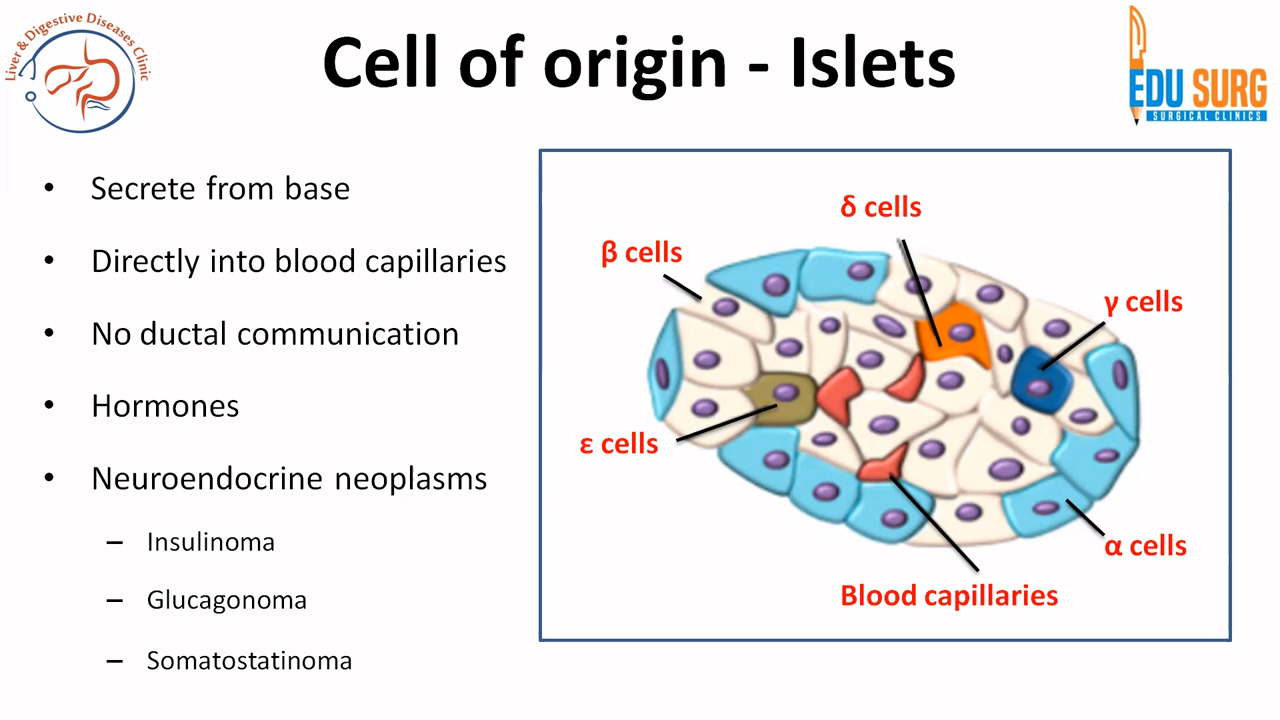 Liver & Digestive Diseases Clinic
Cell of origin - Islets
EDU SURG
SURGICAL CLINICS
• Secrete from base
• Directly into blood capillaries
• No ductal communication
• Hormones
• Neuroendocrine neoplasms
– Insulinoma
– Glucagonoma
– Somatostatinoma
δ cells
β cells
γ cells
ε cells
α cells
Blood capillaries